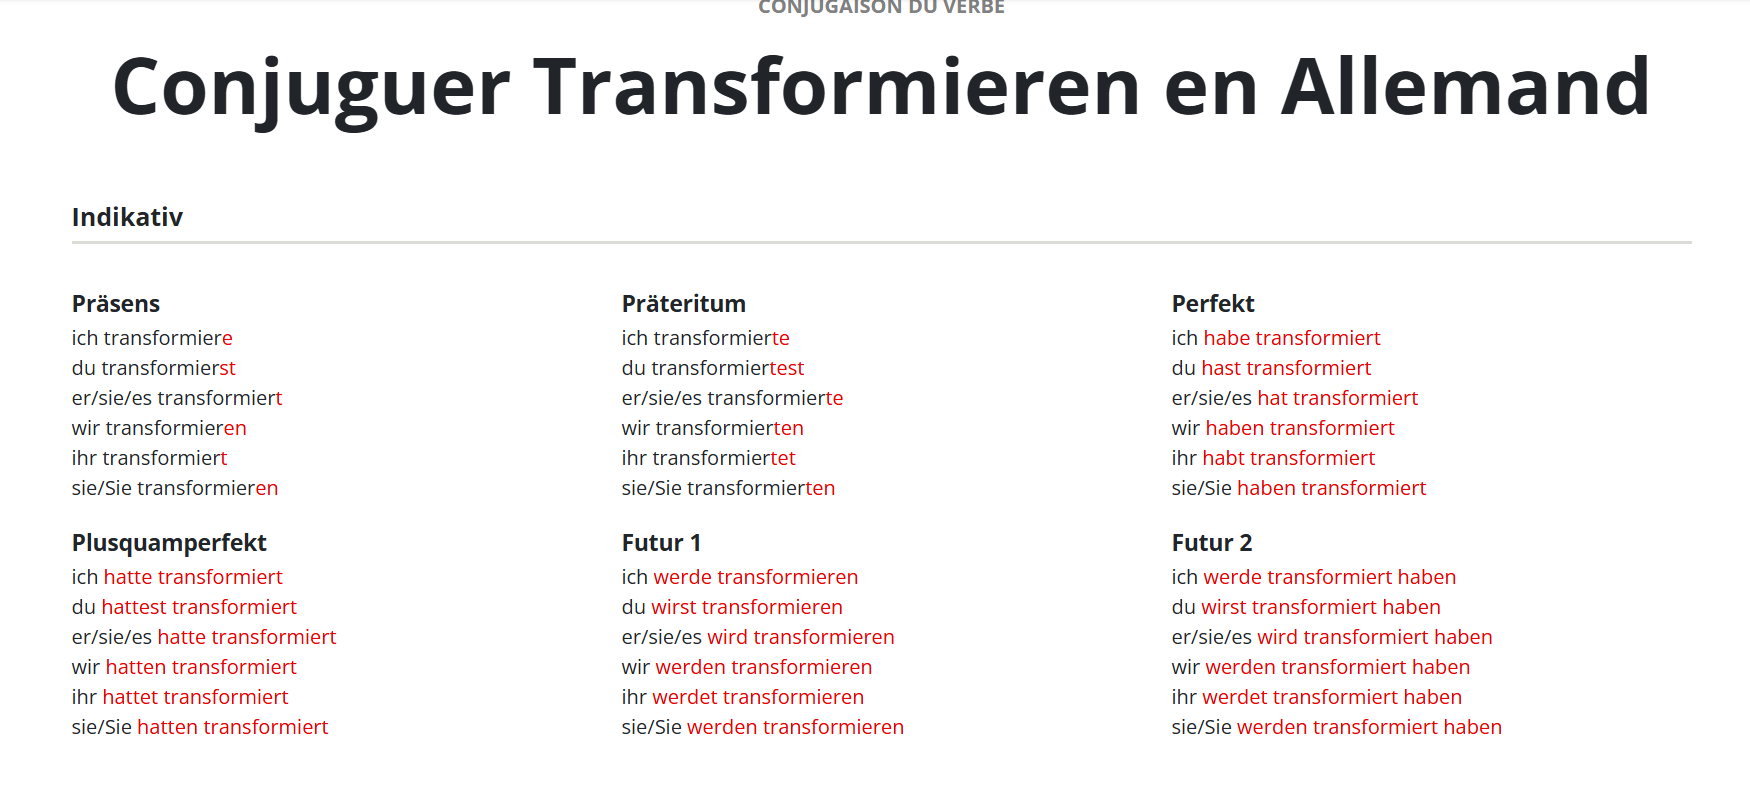 CONJUGAISON DU VERBE
Conjuguer Transformieren en Allemand
Indikativ
Präsens
ich transformiere
du transformierst
er/sie/es transformiert
wir transformieren
ihr transformiert
sie/Sie transformieren
Präteritum
ich transformierte
du transformiertest
er/sie/es transformierte
wir transformierten
ihr transformiertet
sie/Sie transformierten
Perfekt
ich habe transformiert
du hast transformiert
er/sie/es hat transformiert
wir haben transformiert
ihr habt transformiert
sie/Sie haben transformiert
Plusquamperfekt
ich hatte transformiert
du hattest transformiert
er/sie/es hatte transformiert
wir hatten transformiert
ihr hattet transformiert
sie/Sie hatten transformiert
Futur 1
ich werde transformieren
du wirst transformieren
er/sie/es wird transformieren
wir werden transformieren
ihr werdet transformieren
sie/Sie werden transformieren
Futur 2
ich werde transformiert haben
du wirst transformiert haben
er/sie/es wird transformiert haben
wir werden transformiert haben
ihr werdet transformiert haben
sie/Sie werden transformiert haben